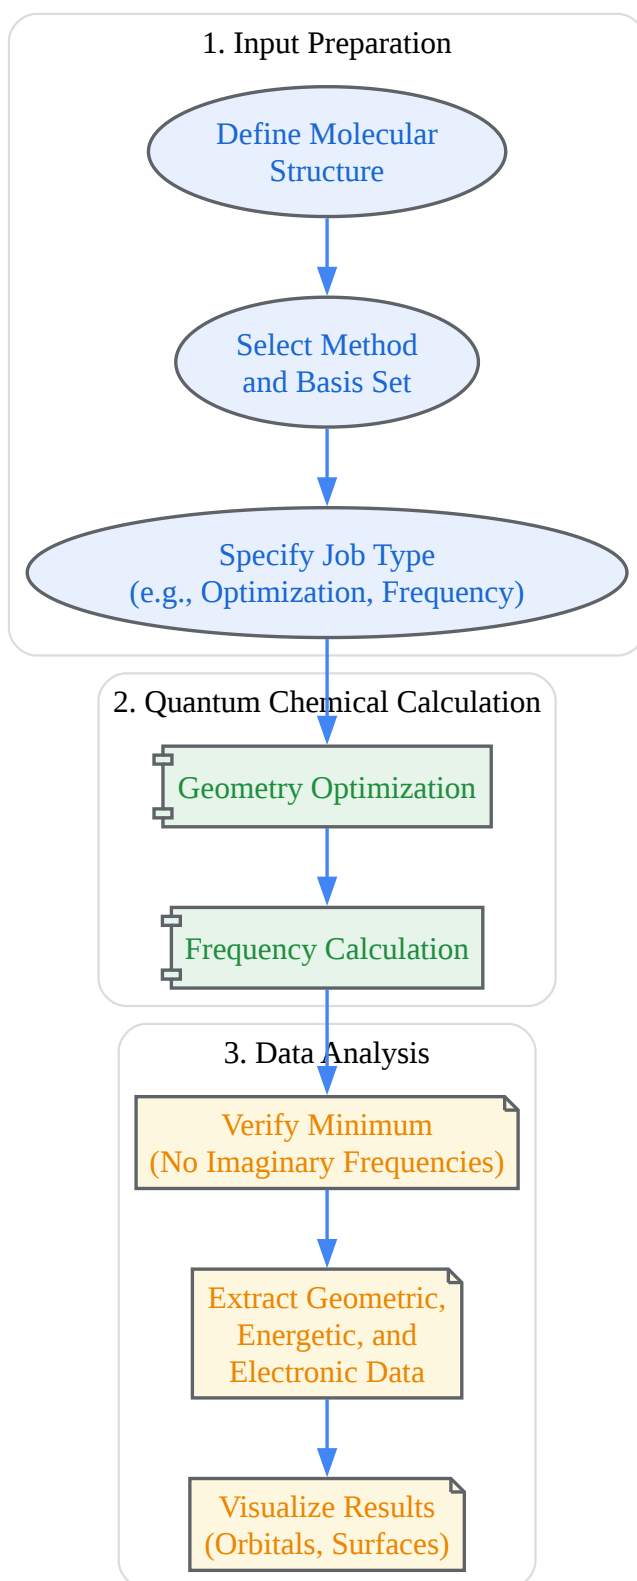 1. Input Preparation
Define Molecular
Structure
Select Method
and Basis Set
Specify Job Type
(e.g., Optimization, Frequency)
2. Quantum Chemical Calculation
Geometry Optimization
Frequency Calculation
3. Data Analysis
Verify Minimum
(No Imaginary Frequencies)
Extract Geometric,
Energetic, and
Electronic Data
Visualize Results
(Orbitals, Surfaces)